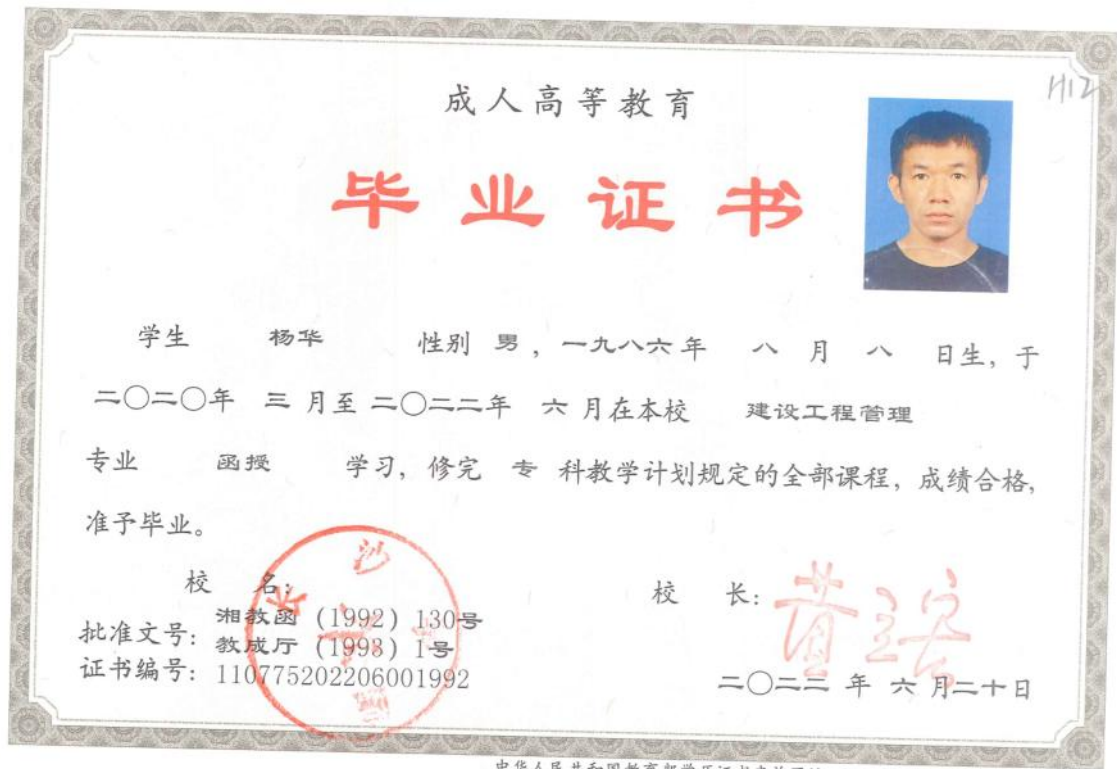 成人高等教育
H12
毕业证书
学生 杨华 性别 男，一九八六年 八 月 八 日生，于
二〇二〇年 三 月至二〇二二年 六 月在本校 建设工程管理
专业 函授 学习，修完 专 科教学计划规定的全部课程，成绩合格，
准予毕业。
校 名： 校 长：
湘教函（1992）130号
批准文号：教成厅（1993）1号
证书编号：110775202206001992
二〇二二 年 六 月二十日
长沙